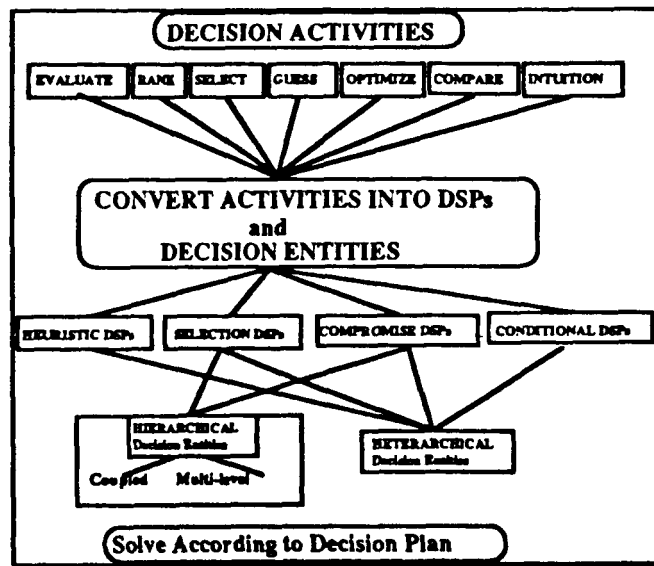 DECISION ACTIVITIES
EVALUATE RANK SELECT GUESS OPTIMIZE COMPARE INTUITION
CONVERT ACTIVITIES INTO DSPs
and
DECISION ENTITIES
HEURISTIC DSPs SELECTION DSPs COMPROMISE DSPs CONDITIONAL DSPs
HIERARCHICAL
Decision Entities
HETERARCHICAL
Decision Entities
Coupled Multi-level
Solve According to Decision Plan